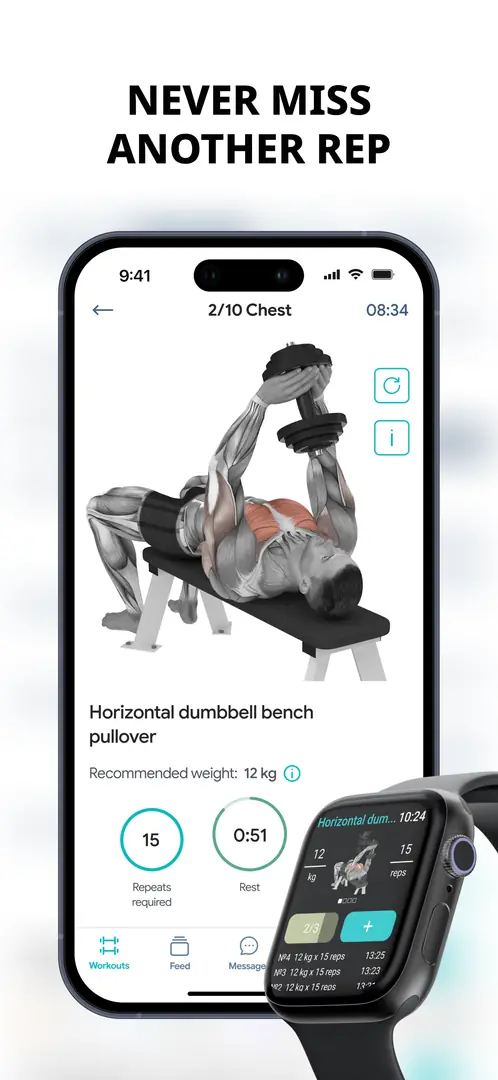 NEVER MISS
ANOTHER REP
9:41
2/10 Chest
08:34
i
Horizontal dumbbell bench
pullover
Recommended weight: 12 kg i
15
0:51
Repeats
required
Rest
Workouts
Feed
Message
Horizontal dum... 10:24
12
kg
15
reps
2/3
+
№4 12 kg x 15 reps 13:25
№3 12 kg x 15 reps 13:23
№2 12 kg x 15 reps